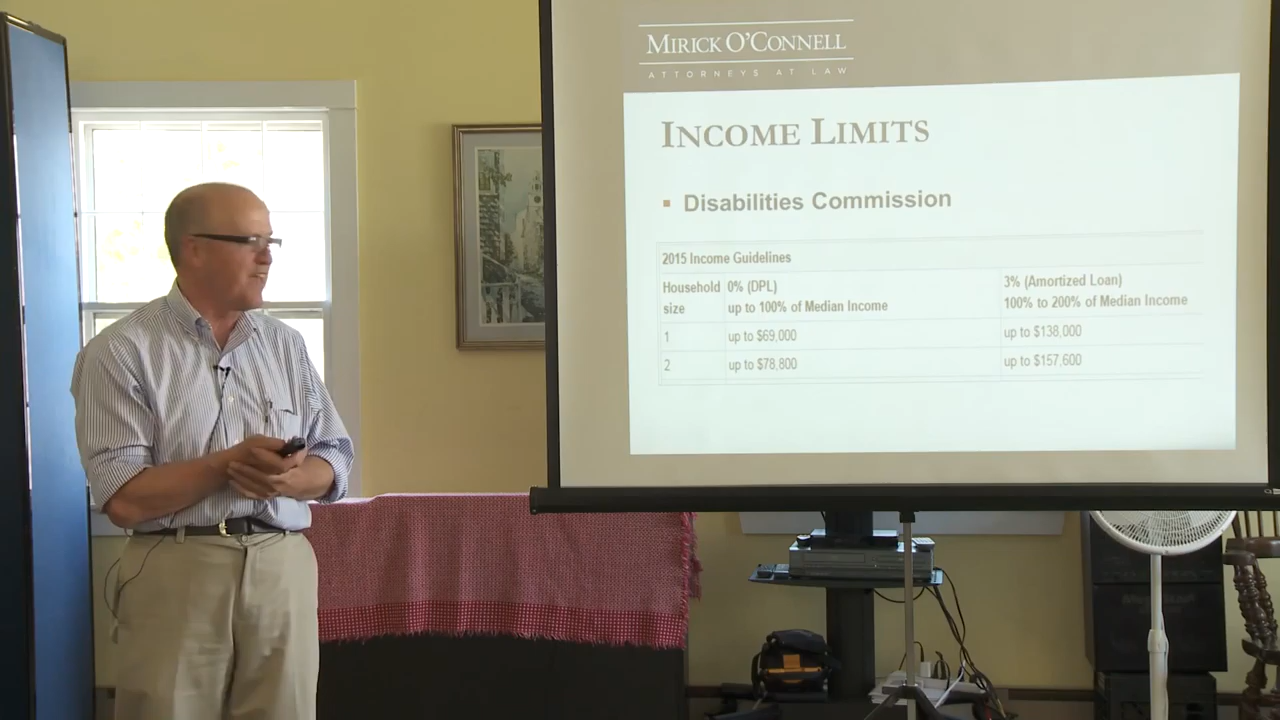 MIRICK O'CONNELL
ATTORNEYS AT LAW
INCOME LIMITS
Disabilities Commission
2015 Income Guidelines
Household size 0% (DPL) up to 100% of Median Income 3% (Amortized Loan) 100% to 200% of Median Income
1 up to $69,000 up to $138,000
2 up to $78,800 up to $157,600